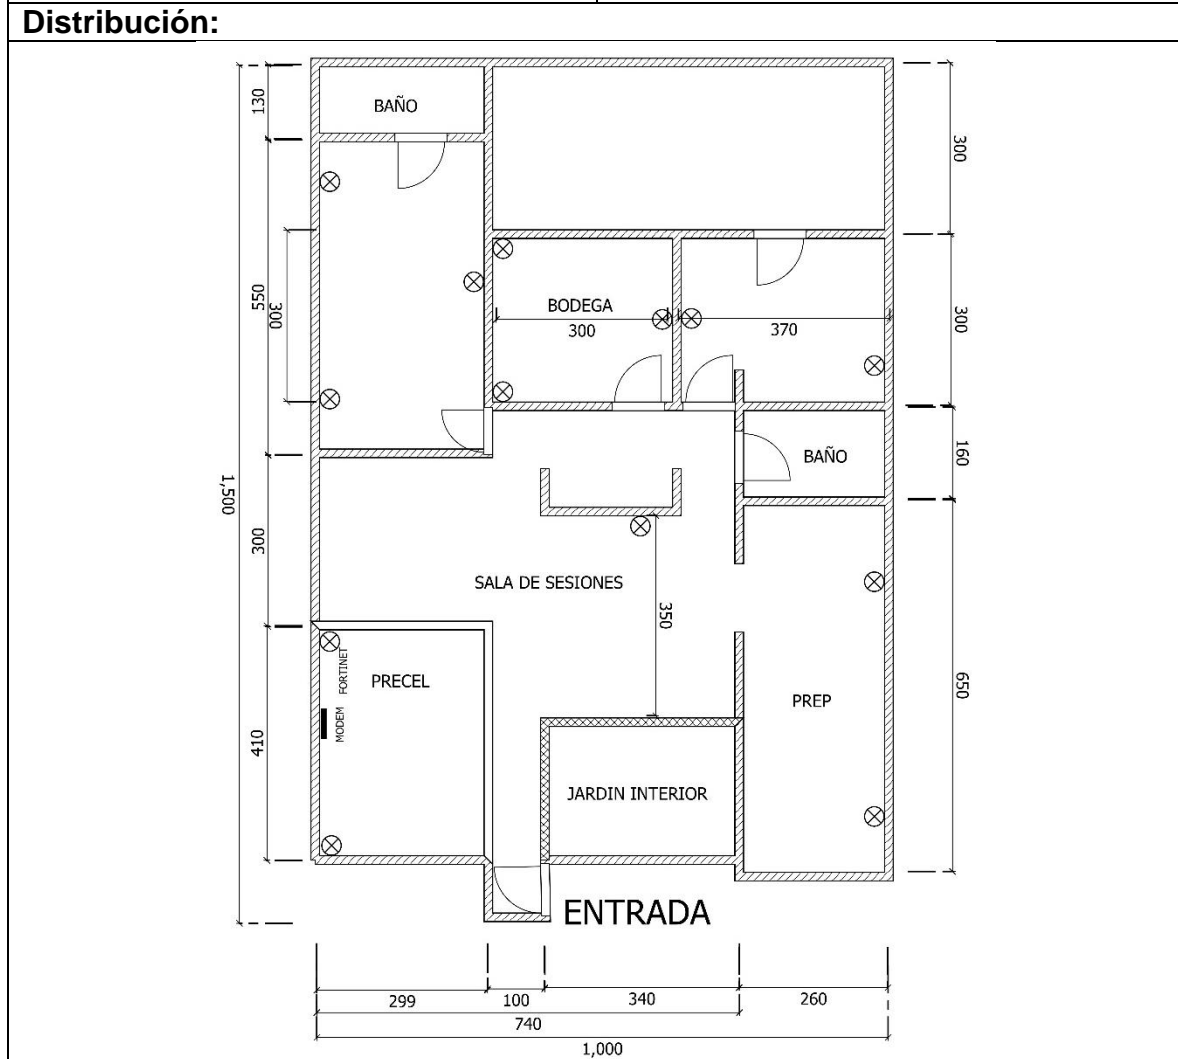 Distribución:
130
BAÑO
300
550
300
BODEGA
300
370
300
BAÑO
160
1,500
300
SALA DE SESIONES
350
FORTINET
MODEM
PRECEL
410
PREP
650
JARDIN INTERIOR
ENTRADA
299
100
340
260
740
1,000